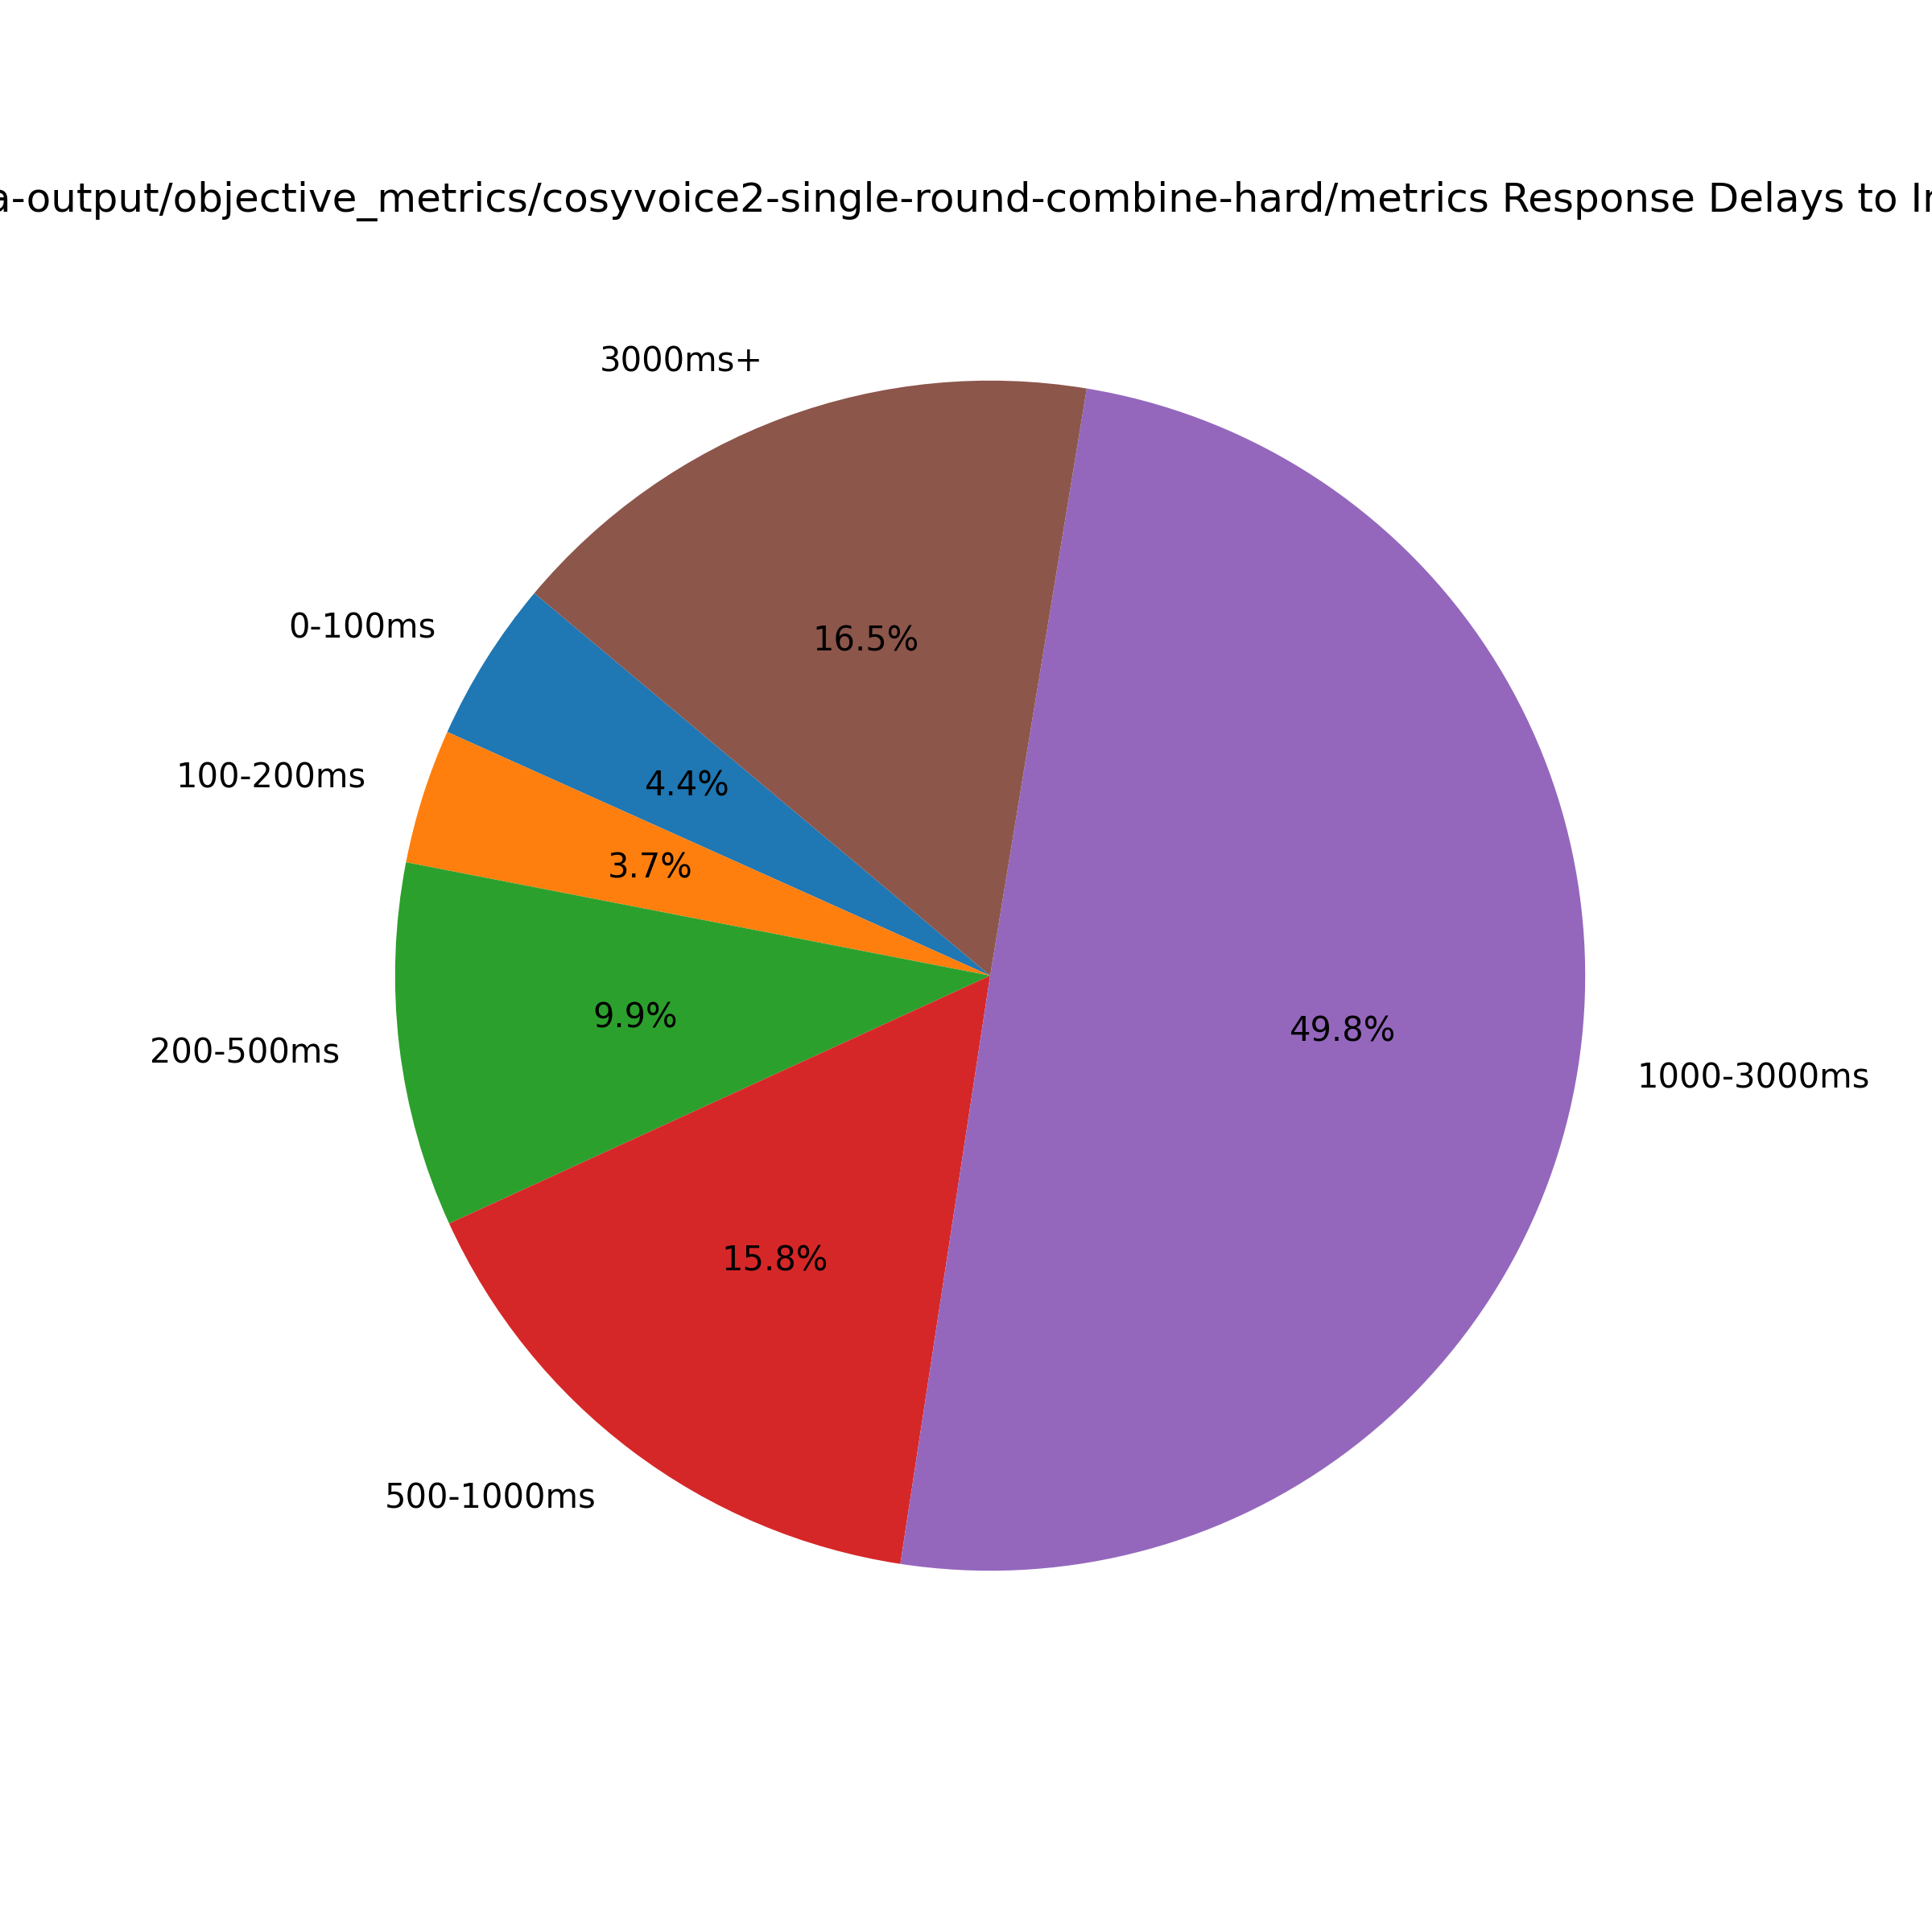 a-output/objective_metrics/cosyvoice2-single-round-combine-hard/metrics Response Delays to
3000ms+
16.5%
0-100ms
4.4%
100-200ms
3.7%
200-500ms
9.9%
49.8%
1000-3000ms
15.8%
500-1000ms